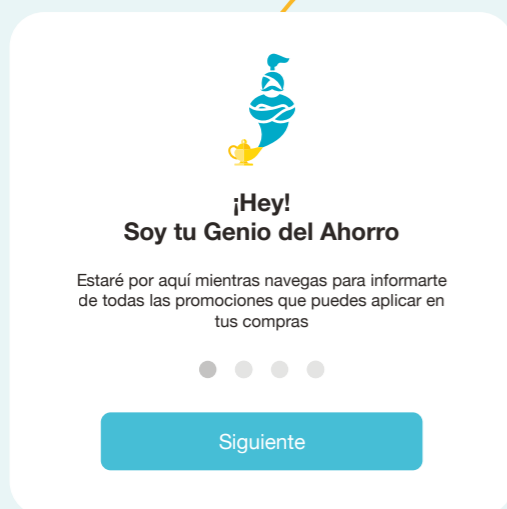 ¡Hey!
Soy tu Genio del Ahorro
Estaré por aquí mientras navegas para informarte
de todas las promociones que puedes aplicar en
tus compras
Siguiente